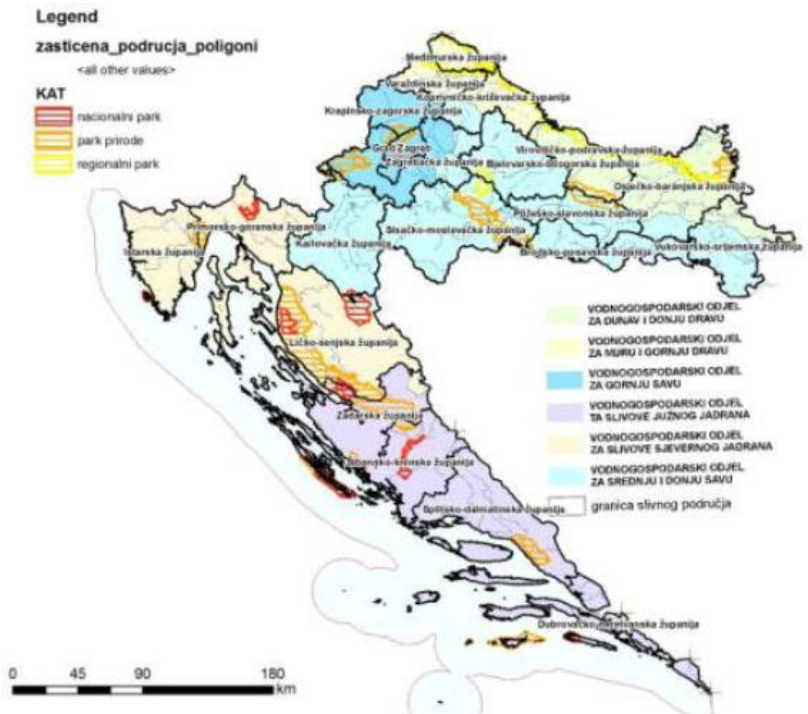 Legend
zasticena_podrucja_poligoni
<all other values>
KAT
nacionalni park
park prirode
regionalni park
Međimurska županija
Varaždinska županija
Koprivničko-križevačka županija
Krapinsko-zagorska županija
Grad Zagreb
Zagrebačka županija
Virovitičko-podravska županija
Bjelovarsko-bilogorska županija
Osječko-baranjska županija
Primorsko-goranska županija
Istarska županija
Karlovačka županija
Sisačko-moslavačka županija
Požeško-slavonska županija
Brodsko-posavska županija
Vukovarsko-srijemska županija
Ličko-senjska županija
Zadarska županija
Šibensko-kninska županija
Splitsko-dalmatinska županija
Dubrovačko-neretvanska županija
VODNOGOSPODARSKI ODJEL
ZA DUNAV I DONJU DRAVU
VODNOGOSPODARSKI ODJEL
ZA MURU I GORNJU DRAVU
VODNOGOSPODARSKI ODJEL
ZA GORNJU SAVU
VODNOGOSPODARSKI ODJEL
TA SLIVOVE JUŽNOG JADRANA
VODNOGOSPODARSKI ODJEL
ZA SLIVOVE SJEVERNOG JADRANA
VODNOGOSPODARSKI ODJEL
ZA SREDNJU I DONJU SAVU
granica slivnog područja
0 45 90 180
km